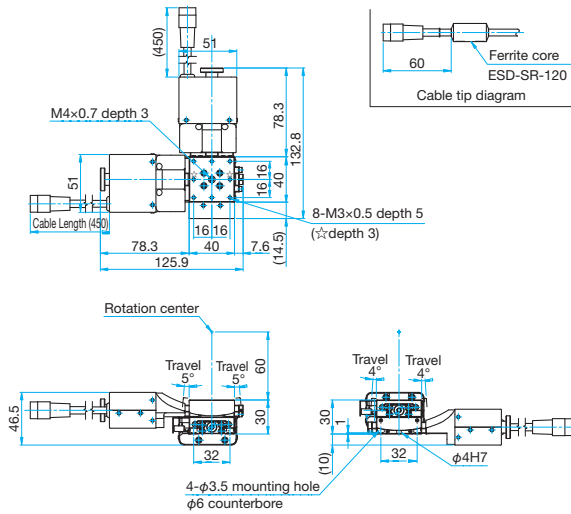 (450)
51
M4×0.7 depth 3
78.3
132.8
51
16 16
40
Cable Length (450)
8-M3×0.5 depth 5
(☆depth 3)
16 16
(14.5)
78.3
40
7.6
125.9
60
Ferrite core
ESD-SR-120
Cable tip diagram
Rotation center
60
Travel
5°
Travel
5°
46.5
30
32
4-φ3.5 mounting hole
φ6 counterbore
Travel
4°
Travel
4°
30
1
(10)
32
φ4H7